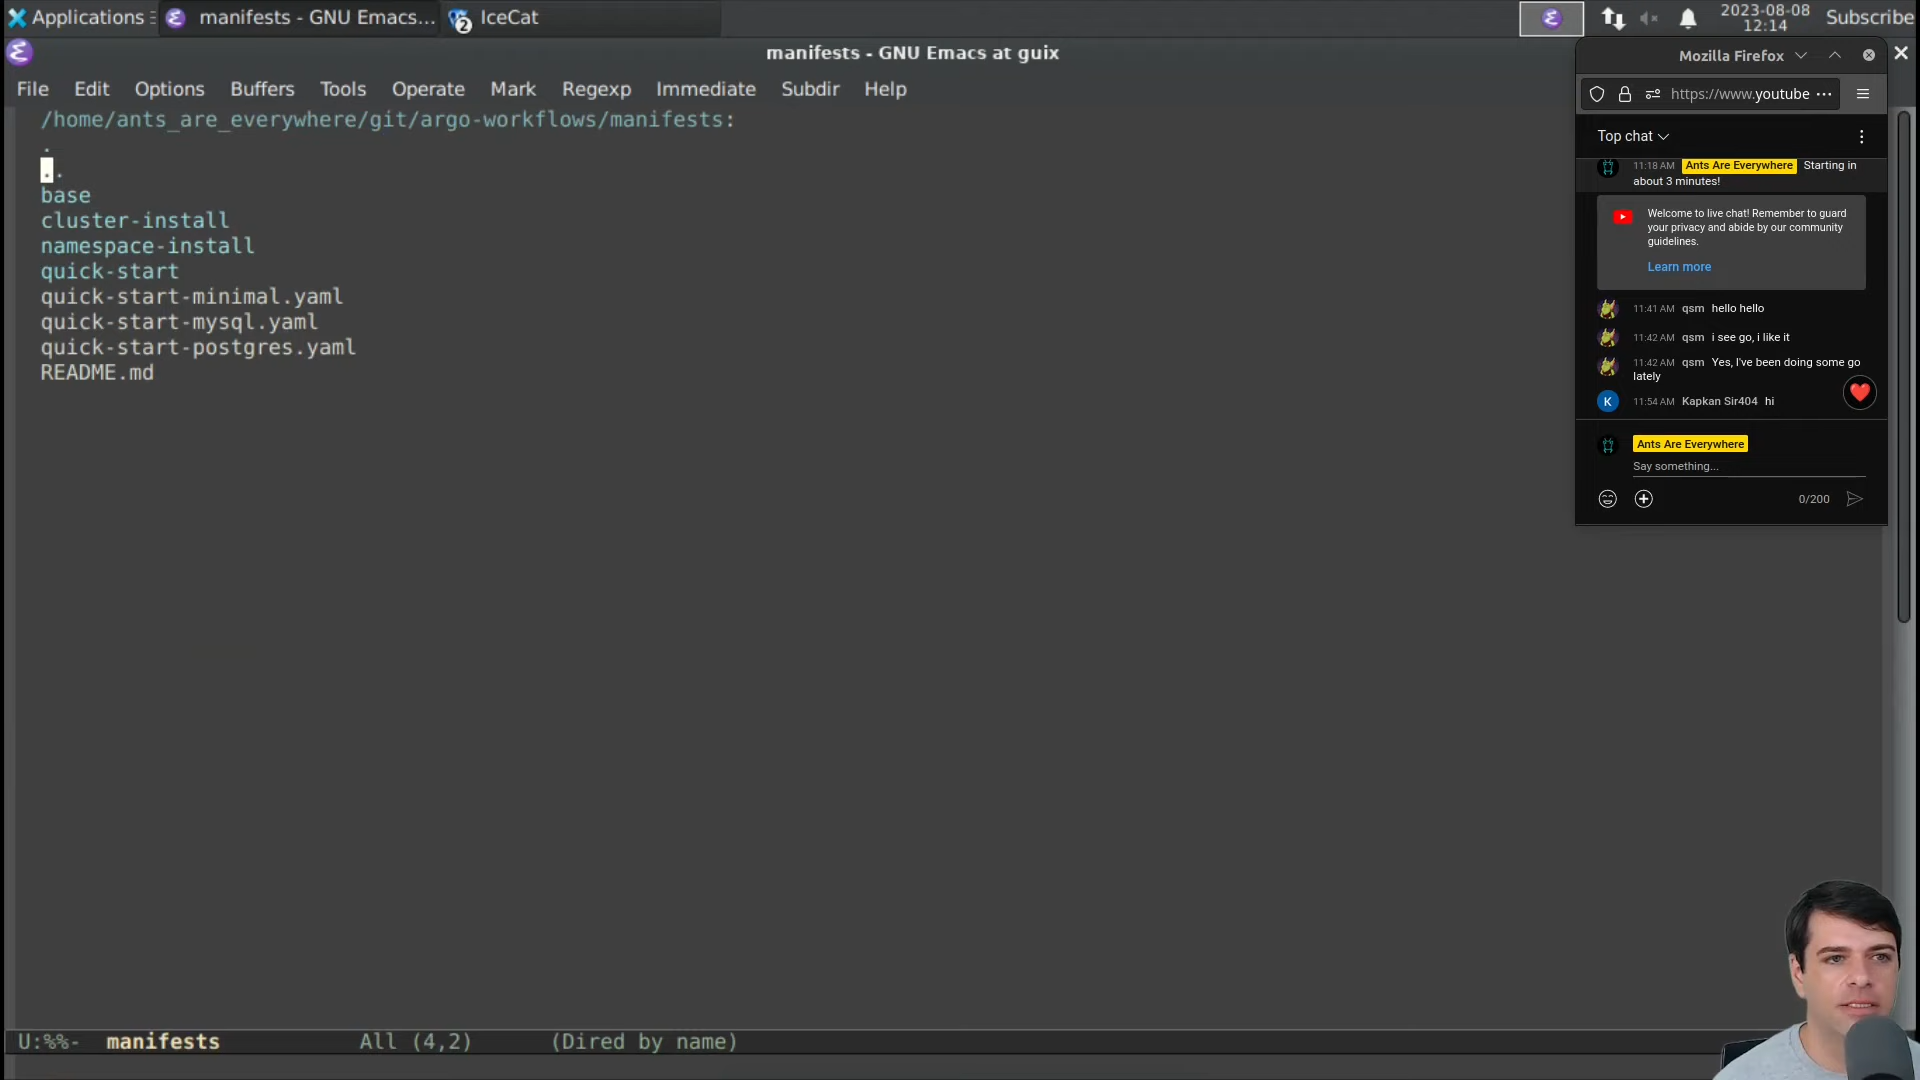 Applications
manifests - GNU Emacs...
2 IceCat
2023-08-08
12:14
Subscribe
manifests - GNU Emacs at guix
File Edit Options Buffers Tools Operate Mark Regexp Immediate Subdir Help
/home/ants_are_everywhere/git/argo-workflows/manifests:
.
..
base
cluster-install
namespace-install
quick-start
quick-start-minimal.yaml
quick-start-mysql.yaml
quick-start-postgres.yaml
README.md
U:%%- manifests All (4,2) (Dired by name)
Mozilla Firefox
https://www.youtube ...
Top chat
11:18 AM Ants Are Everywhere Starting in
about 3 minutes!
Welcome to live chat! Remember to guard
your privacy and abide by our community
guidelines.
Learn more
11:41 AM qsm hello hello
11:42 AM qsm i see go, i like it
11:42 AM qsm Yes, I've been doing some go
lately
K 11:54 AM Kapkan Sir404 hi
Ants Are Everywhere
Say something...
0/200